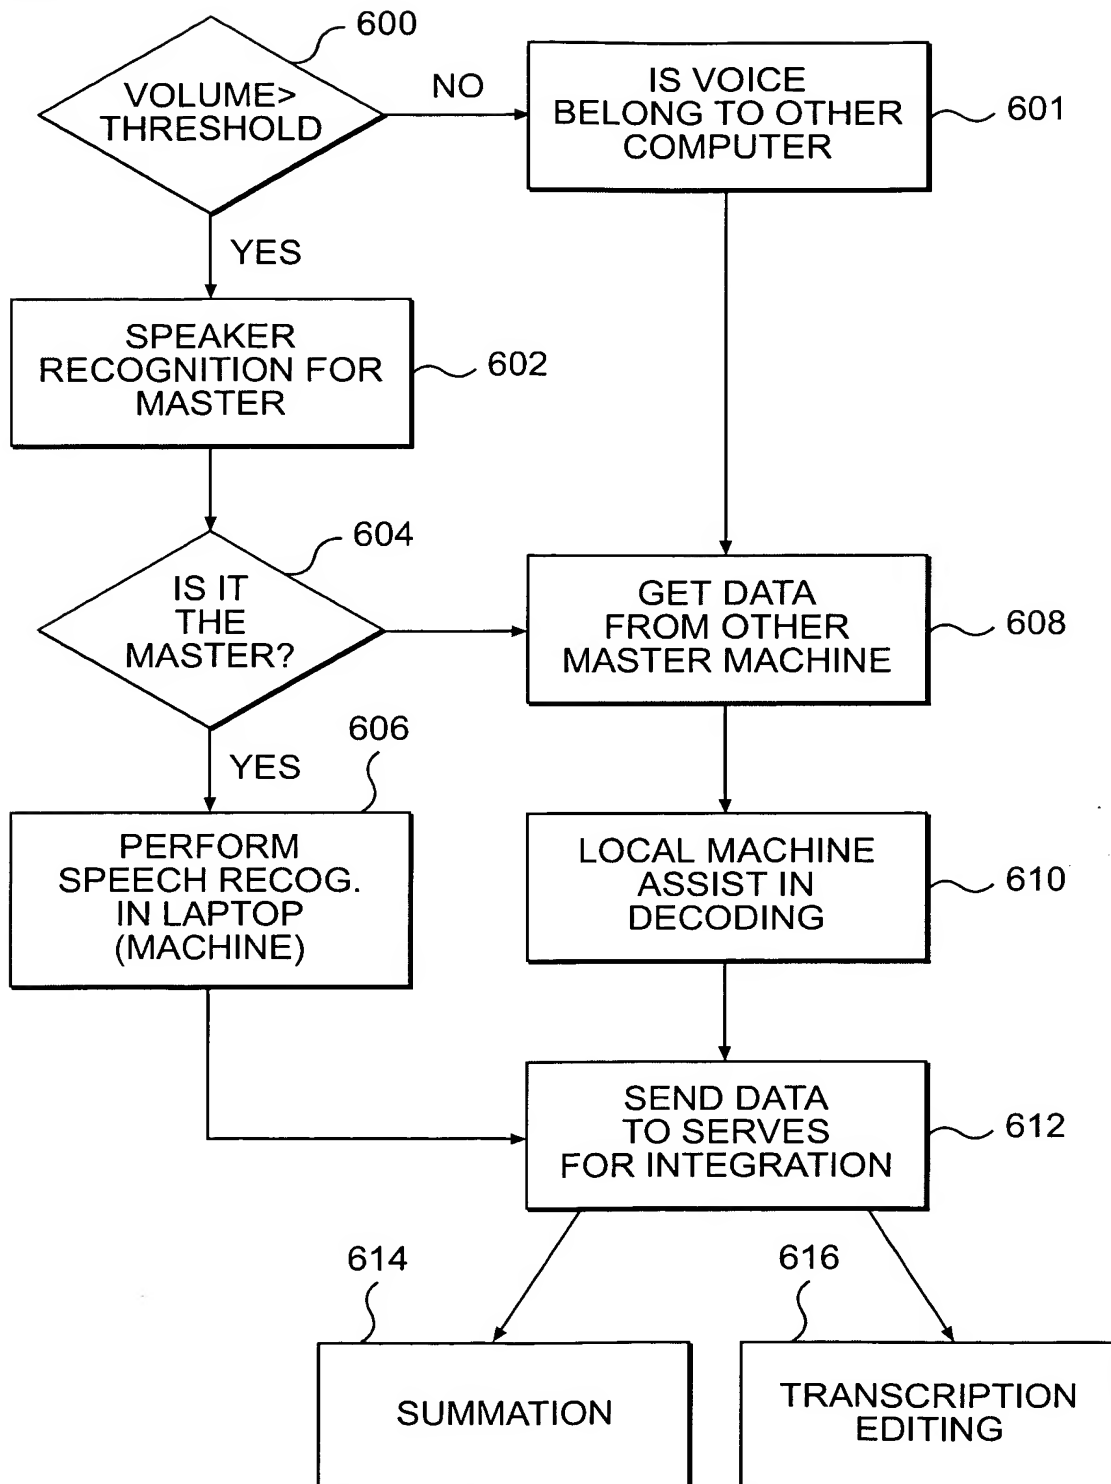 600
VOLUME>
THRESHOLD
NO
IS VOICE
BELONG TO OTHER
COMPUTER
601
YES
SPEAKER
RECOGNITION FOR
MASTER
602
604
IS IT
THE
MASTER?
GET DATA
FROM OTHER
MASTER MACHINE
608
YES
606
PERFORM
SPEECH RECOG.
IN LAPTOP
(MACHINE)
LOCAL MACHINE
ASSIST IN
DECODING
610
SEND DATA
TO SERVES
FOR INTEGRATION
612
614
SUMMATION
616
TRANSCRIPTION
EDITING